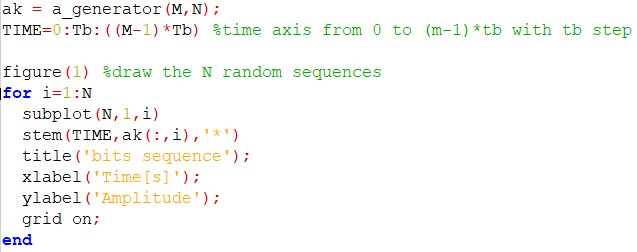 ak = a_generator(M,N);
TIME=0:Tb:((M-1)*Tb) %time axis from 0 to (m-1)*tb with tb step
figure(1) %draw the N random sequences
for i=1:N
subplot(N,1,i)
stem(TIME,ak(:,i),'*')
title('bits sequence');
xlabel('Time[s]');
ylabel('Amplitude');
grid on;
end